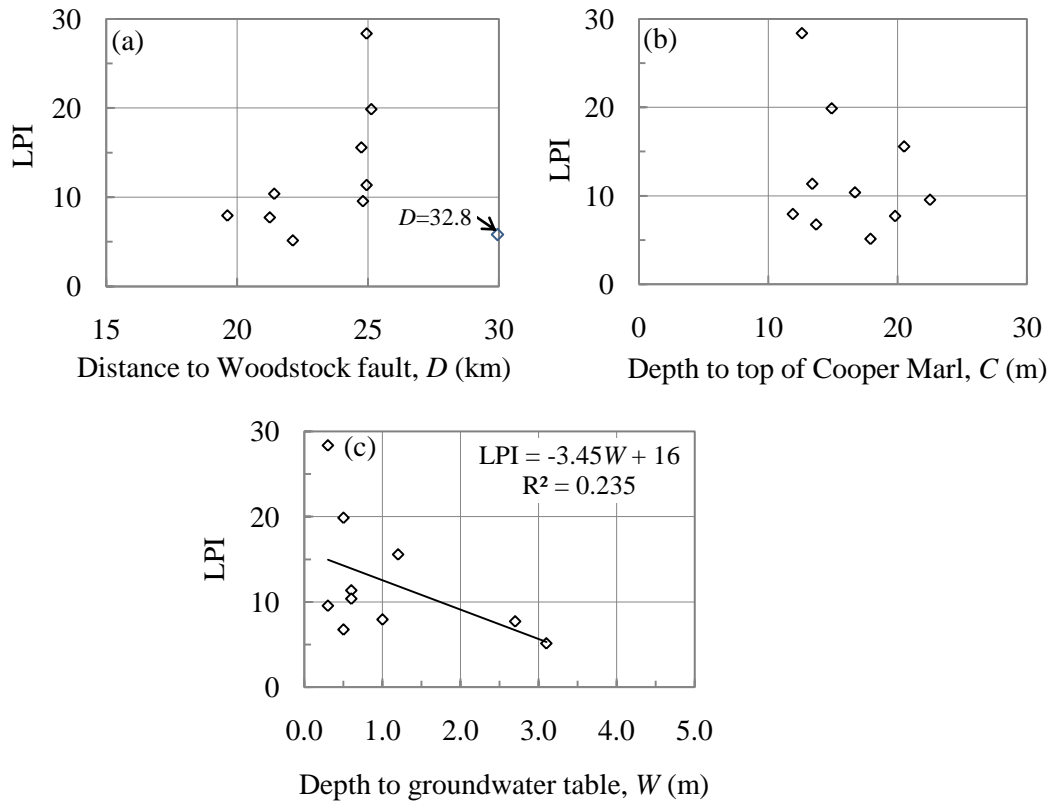 (a)
30
20
10
0
LPI
D=32.8
15 20 25 30
Distance to Woodstock fault, D (km)
(b)
30
20
10
0
LPI
0 10 20 30
Depth to top of Cooper Marl, C (m)
(c)
30
20
10
0
LPI
LPI = -3.45W + 16
R² = 0.235
0.0 1.0 2.0 3.0 4.0 5.0
Depth to groundwater table, W (m)